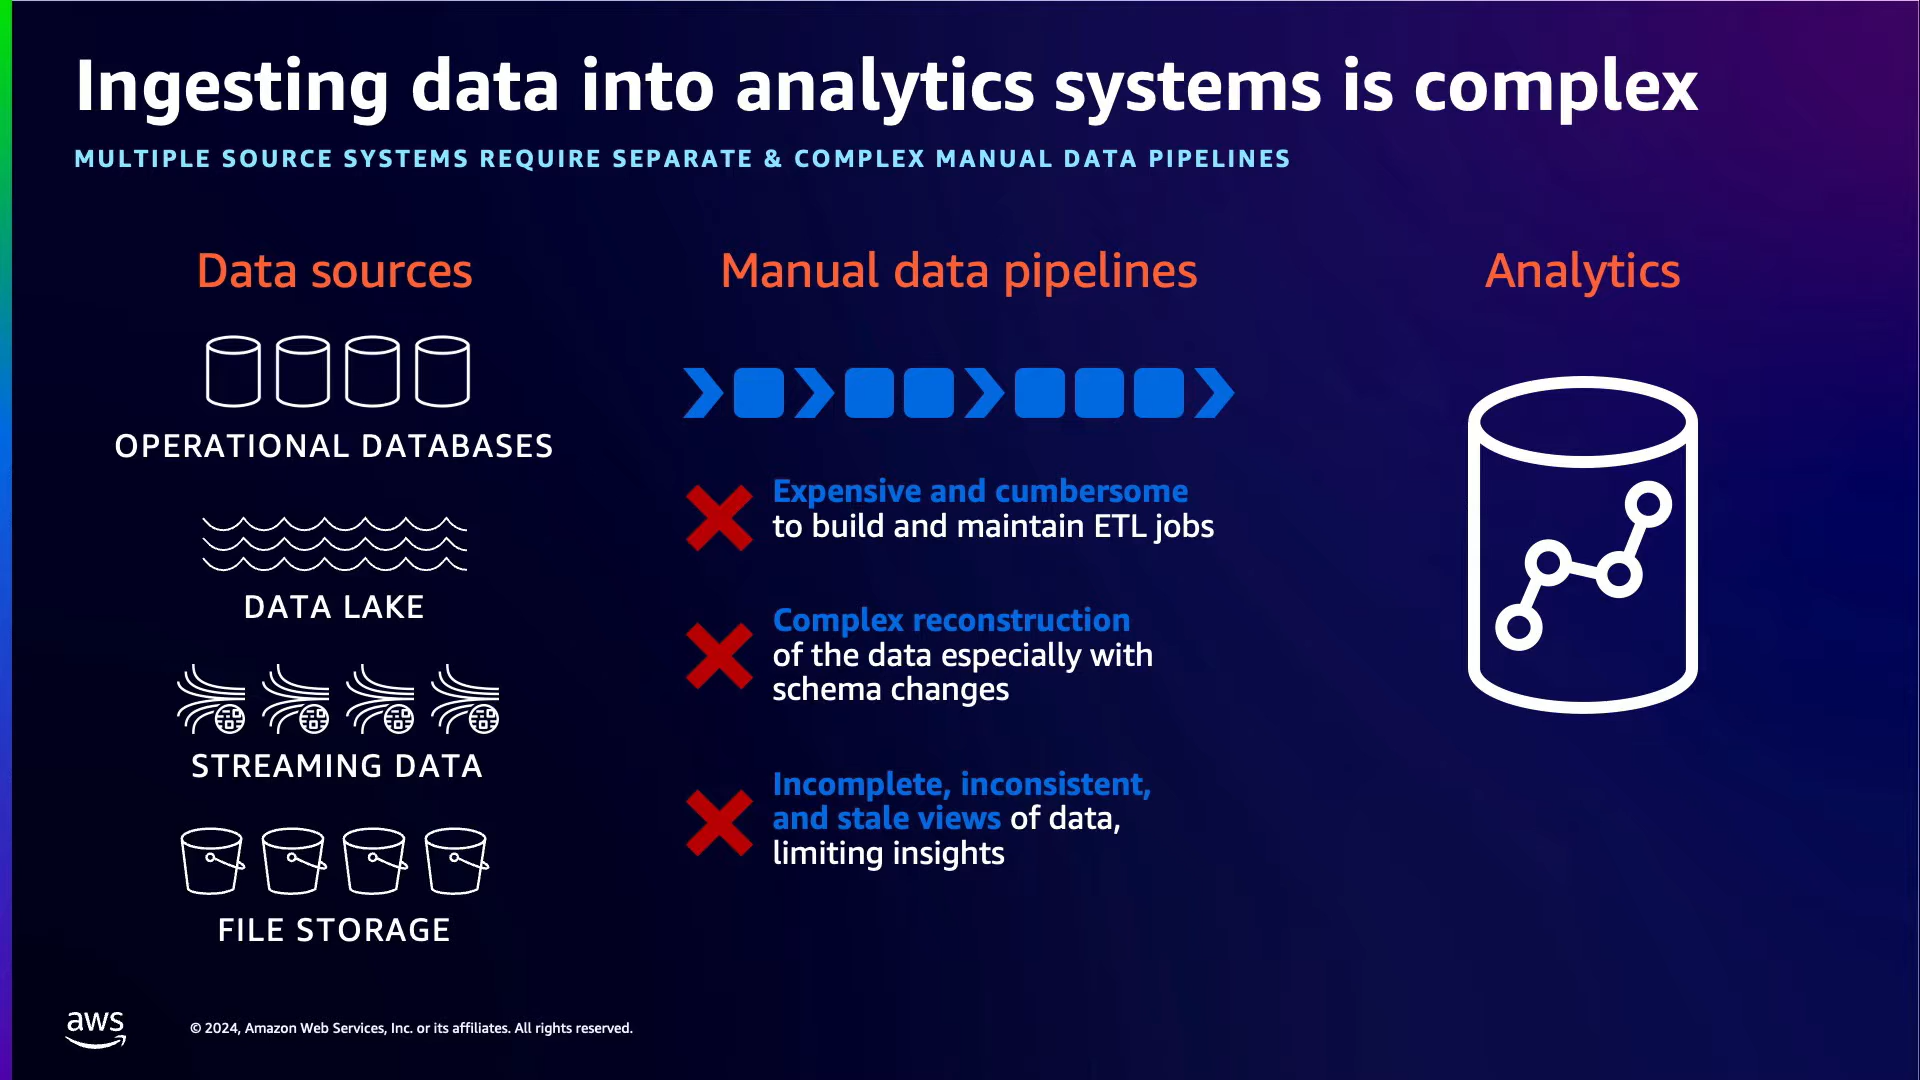 Ingesting data into analytics systems is complex
MULTIPLE SOURCE SYSTEMS REQUIRE SEPARATE & COMPLEX MANUAL DATA PIPELINES
Data sources
OPERATIONAL DATABASES
DATA LAKE
STREAMING DATA
FILE STORAGE
Manual data pipelines
Expensive and cumbersome
to build and maintain ETL jobs
Complex reconstruction
of the data especially with
schema changes
Incomplete, inconsistent,
and stale views of data,
limiting insights
Analytics
aws
© 2024, Amazon Web Services, Inc. or its affiliates. All rights reserved.